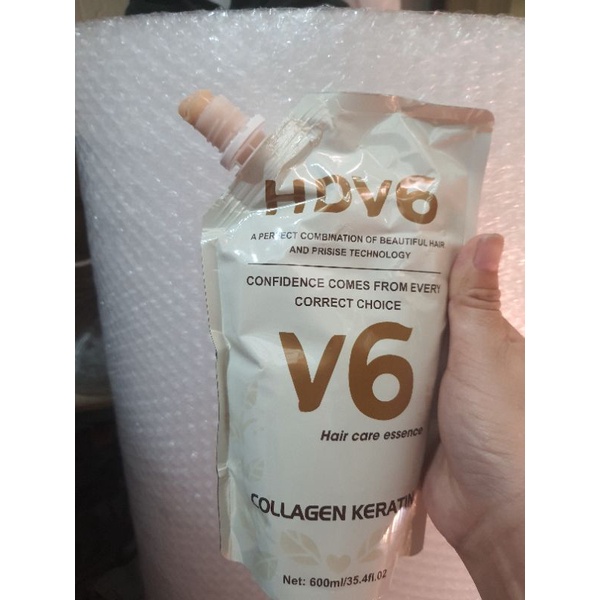 HDV6
A PERFECT COMBINATION OF BEAUTIFUL HAIR
AND PRISISE TECHNOLOGY
CONFIDENCE COMES FROM EVERY
CORRECT CHOICE
V6
Hair care essence
COLLAGEN KERATIN
Net: 600ml/35.4fl.02